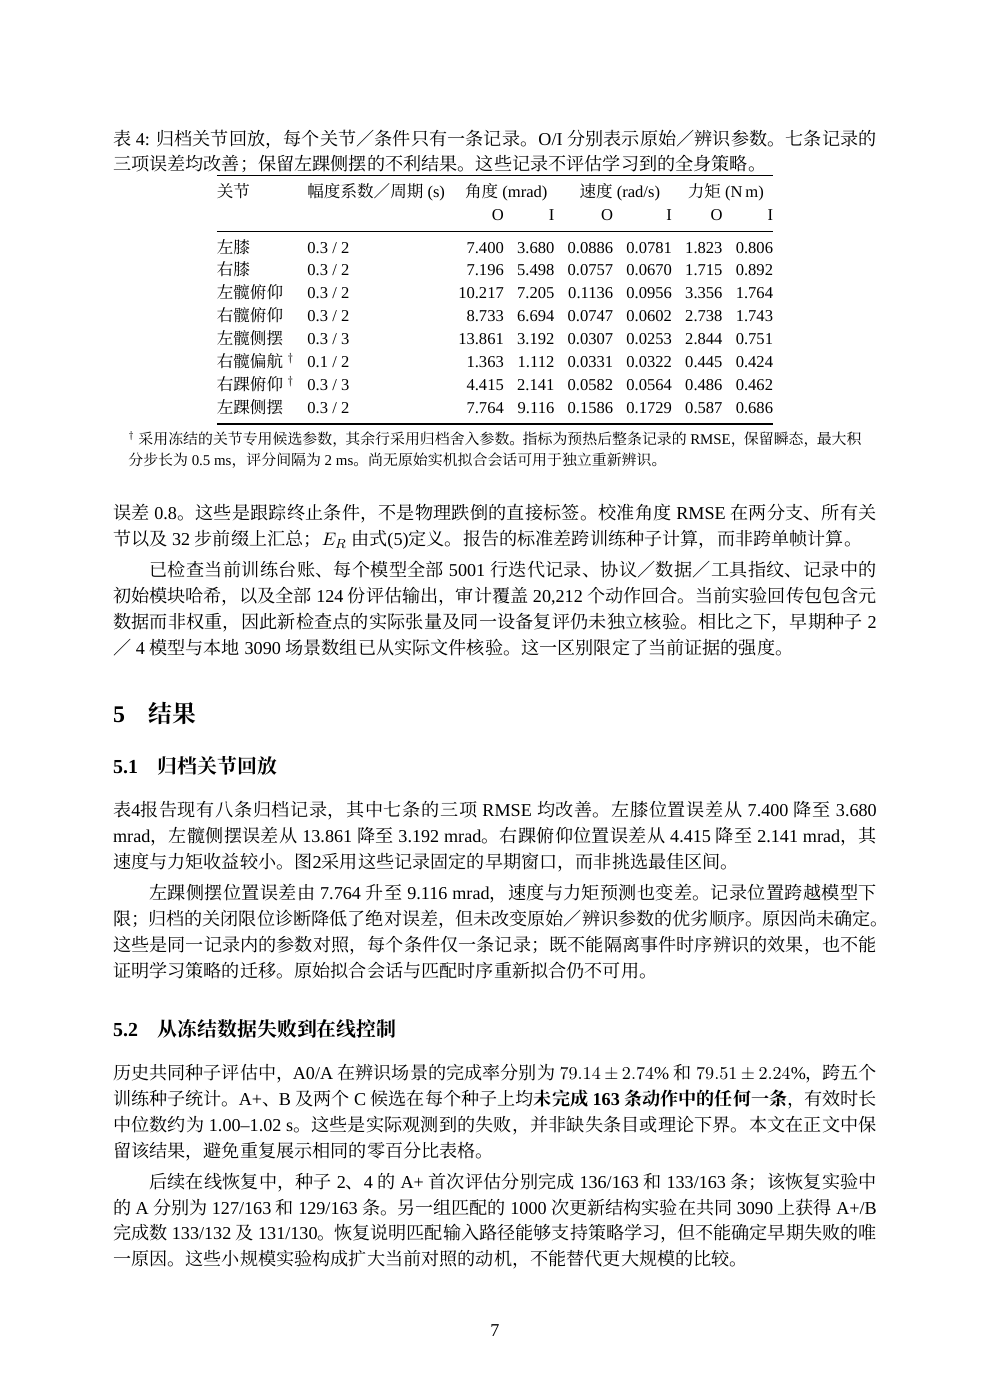 表 4: 归档关节回放，每个关节／条件只有一条记录。O/I 分别表示原始／辨识参数。七条记录的
三项误差均改善；保留左踝侧摆的不利结果。这些记录不评估学习到的全身策略。
关节 幅度系数／周期 (s) 角度 (mrad) 速度 (rad/s) 力矩 (N m)
O I O I O I
左膝 0.3 / 2 7.400 3.680 0.0886 0.0781 1.823 0.806
右膝 0.3 / 2 7.196 5.498 0.0757 0.0670 1.715 0.892
左髋俯仰 0.3 / 2 10.217 7.205 0.1136 0.0956 3.356 1.764
右髋俯仰 0.3 / 2 8.733 6.694 0.0747 0.0602 2.738 1.743
左髋侧摆 0.3 / 3 13.861 3.192 0.0307 0.0253 2.844 0.751
右髋偏航 † 0.1 / 2 1.363 1.112 0.0331 0.0322 0.445 0.424
右踝俯仰 † 0.3 / 3 4.415 2.141 0.0582 0.0564 0.486 0.462
左踝侧摆 0.3 / 2 7.764 9.116 0.1586 0.1729 0.587 0.686
† 采用冻结的关节专用候选参数，其余行采用归档舍入参数。指标为预热后整条记录的 RMSE，保留瞬态，最大积
分步长为 0.5 ms，评分间隔为 2 ms。尚无原始实机拟合会话可用于独立重新辨识。
误差 0.8。这些是跟踪终止条件，不是物理跌倒的直接标签。校准角度 RMSE 在两分支、所有关
节以及 32 步前缀上汇总；E_R 由式(5)定义。报告的标准差跨训练种子计算，而非跨单帧计算。
已检查当前训练台账、每个模型全部 5001 行迭代记录、协议／数据／工具指纹、记录中的
初始模块哈希，以及全部 124 份评估输出，审计覆盖 20,212 个动作回合。当前实验回传包包含元
数据而非权重，因此新检查点的实际张量及同一设备复评仍未独立核验。相比之下，早期种子 2
／ 4 模型与本地 3090 场景数组已从实际文件核验。这一区别限定了当前证据的强度。
5 结果
5.1 归档关节回放
表4报告现有八条归档记录，其中七条的三项 RMSE 均改善。左膝位置误差从 7.400 降至 3.680
mrad，左髋侧摆误差从 13.861 降至 3.192 mrad。右踝俯仰位置误差从 4.415 降至 2.141 mrad，其
速度与力矩收益较小。图2采用这些记录固定的早期窗口，而非挑选最佳区间。
左踝侧摆位置误差由 7.764 升至 9.116 mrad，速度与力矩预测也变差。记录位置跨越模型下
限；归档的关闭限位诊断降低了绝对误差，但未改变原始／辨识参数的优劣顺序。原因尚未确定。
这些是同一记录内的参数对照，每个条件仅一条记录；既不能隔离事件时序辨识的效果，也不能
证明学习策略的迁移。原始拟合会话与匹配时序重新拟合仍不可用。
5.2 从冻结数据失败到在线控制
历史共同种子评估中，A0/A 在辨识场景的完成率分别为 79.14 ± 2.74% 和 79.51 ± 2.24%，跨五个
训练种子统计。A+、B 及两个 C 候选在每个种子上均未完成 163 条动作中的任何一条，有效时长
中位数约为 1.00–1.02 s。这些是实际观测到的失败，并非缺失条目或理论下界。本文在正文中保
留该结果，避免重复展示相同的零百分比表格。
后续在线恢复中，种子 2、4 的 A+ 首次评估分别完成 136/163 和 133/163 条；该恢复实验中
的 A 分别为 127/163 和 129/163 条。另一组匹配的 1000 次更新结构实验在共同 3090 上获得 A+/B
完成数 133/132 及 131/130。恢复说明匹配输入路径能够支持策略学习，但不能确定早期失败的唯
一原因。这些小规模实验构成扩大当前对照的动机，不能替代更大规模的比较。
7